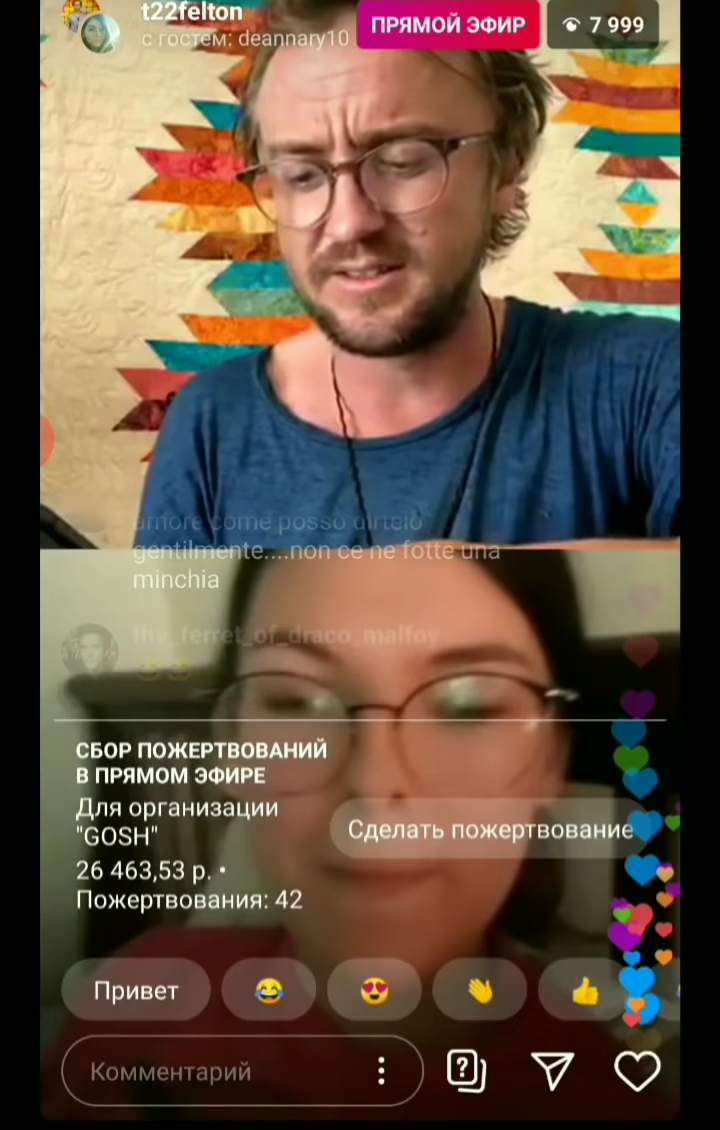 t22felton
с гостем: deannary10
ПРЯМОЙ ЭФИР
7 999
amore come posso dirtelo
gentilmente....non ce ne fotte una
minchia
thv_ferret_of_draco_malfoy
СБОР ПОЖЕРТВОВАНИЙ
В ПРЯМОМ ЭФИРЕ
Для организации
"GOSH"
26 463,53 р. •
Пожертвования: 42
Сделать пожертвование
Привет
Комментарий